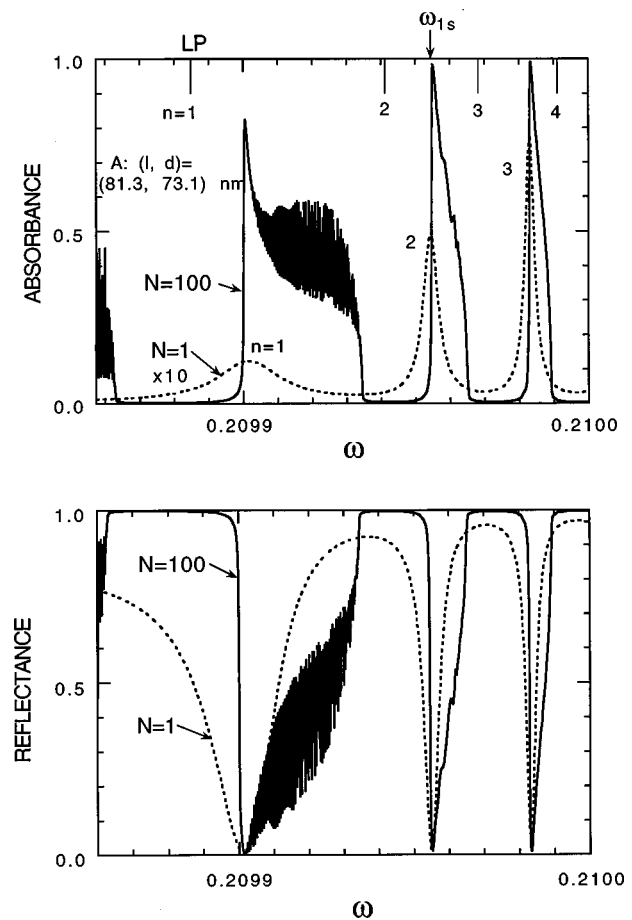 ω1s
LP
1.0
n=1
2
3
4
A: (l, d)=
(81.3, 73.1) nm
3
2
ABSORBANCE
0.5
N=100
N=1
x10
n=1
0.0
0.2099
0.2100
ω
1.0
N=100
REFLECTANCE
0.5
N=1
0.0
0.2099
0.2100
ω